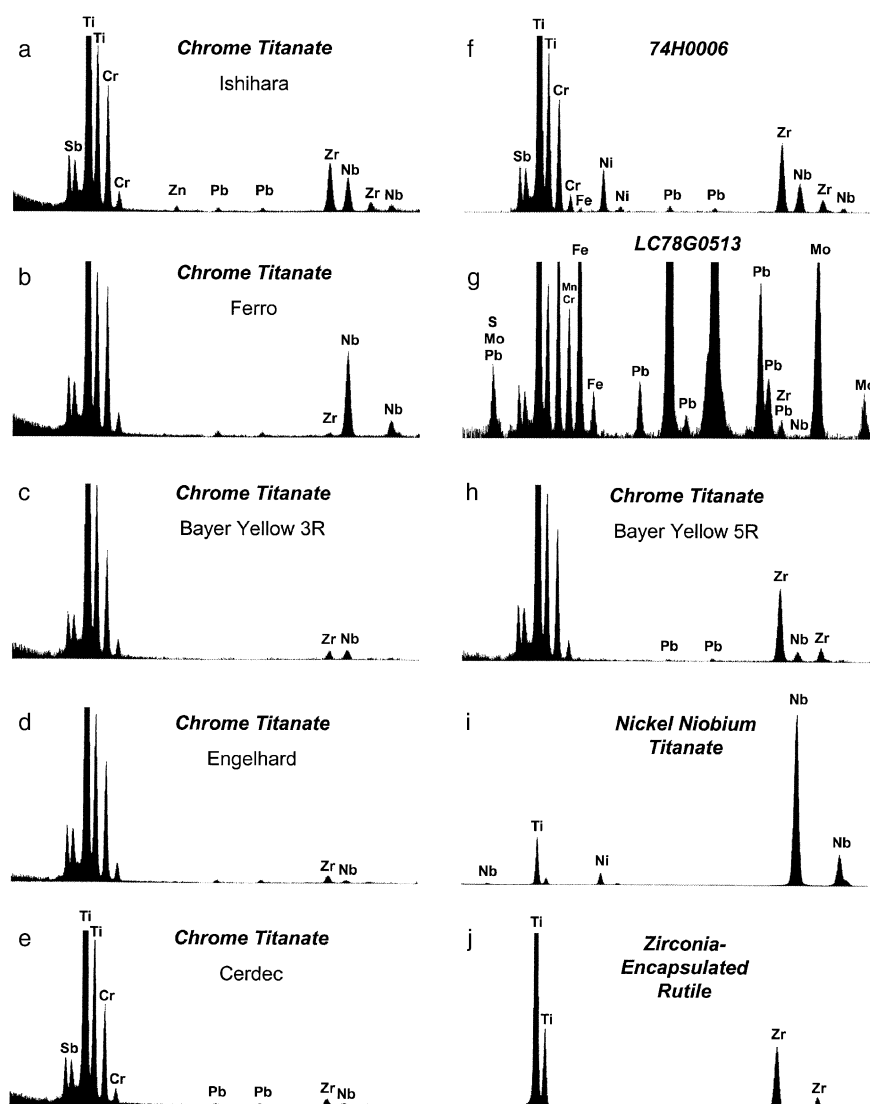 a
Chrome Titanate
Ishihara
Ti
Ti
Cr
Sb
Cr
Zn
Pb
Pb
Zr
Nb
Zr
Nb
b
Chrome Titanate
Ferro
Nb
Zr
Nb
c
Chrome Titanate
Bayer Yellow 3R
Zr
Nb
d
Chrome Titanate
Engelhard
Zr
Nb
e
Chrome Titanate
Cerdec
Ti
Ti
Cr
Sb
Cr
Pb
Pb
Zr
Nb
f
74H0006
Ti
Ti
Cr
Sb
Cr
Fe
Ni
Ni
Pb
Pb
Zr
Nb
Zr
Nb
g
LC78G0513
S
Mo
Pb
Fe
Mn
Cr
Fe
Pb
Pb
Pb
Pb
Zr
Pb
Nb
Mo
Mo
h
Chrome Titanate
Bayer Yellow 5R
Pb
Pb
Zr
Nb
Zr
i
Nickel Niobium
Titanate
Nb
Ti
Ni
Nb
Nb
j
Zirconia-
Encapsulated
Rutile
Ti
Ti
Zr
Zr